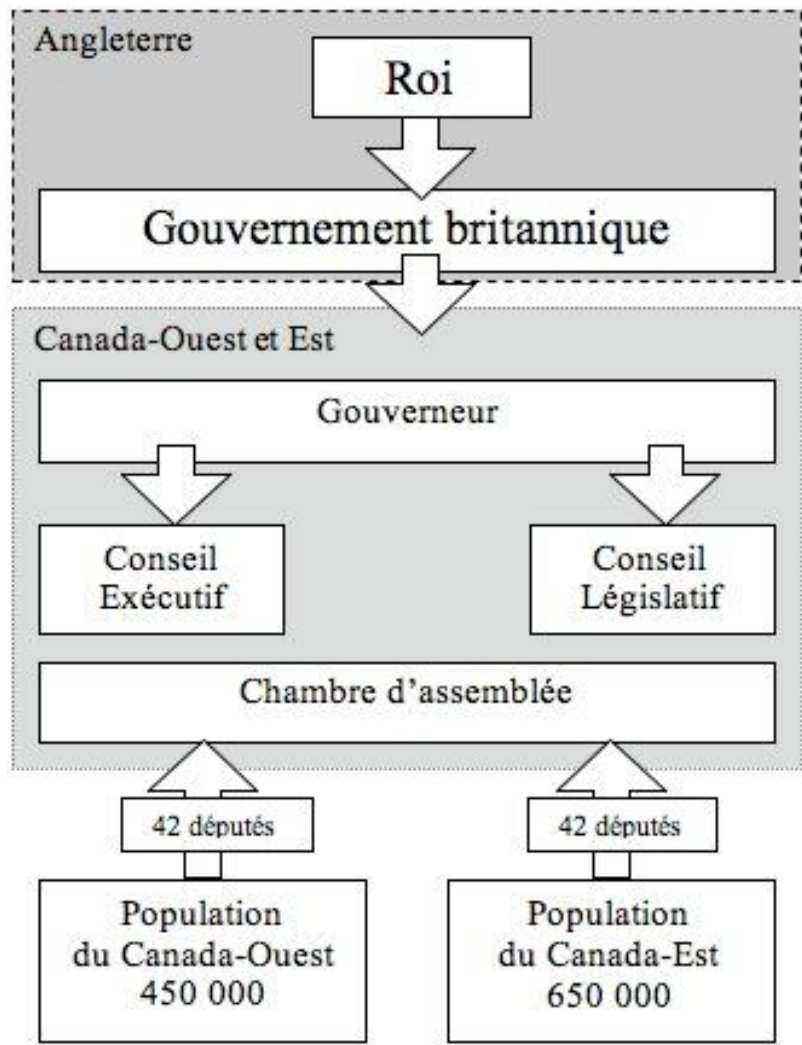 Angleterre
Roi
Gouvernement britannique
Canada-Ouest et Est
Gouverneur
Conseil
Exécutif
Conseil
Législatif
Chambre d'assemblée
42 députés
42 députés
Population
du Canada-Ouest
450 000
Population
du Canada-Est
650 000